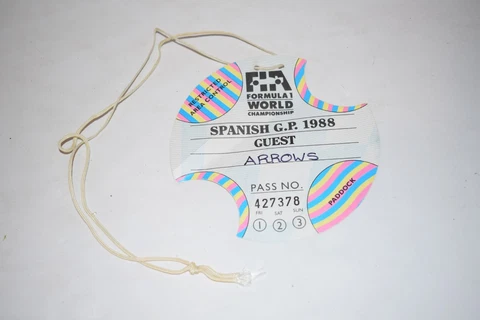 RESTRICTED
AREA CONTROL
FIA
FORMULA 1
WORLD
CHAMPIONSHIP
SPANISH G.P. 1988
GUEST
ARROWS
PASS NO.
427378
FRI SAT SUN
1 2 3
PADDOCK